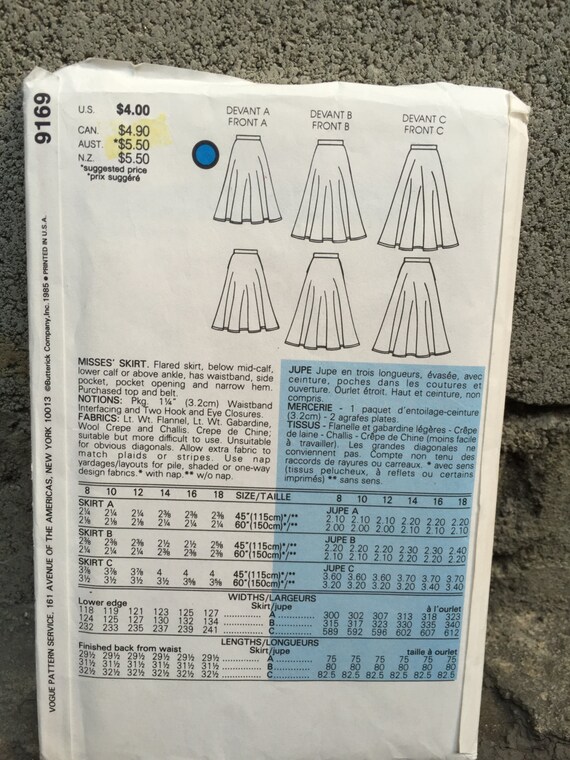 9169
VOGUE PATTERN SERVICE, 161 AVENUE OF THE AMERICAS, NEW YORK 10013 ©Butterick Company, Inc. 1985 • PRINTED IN U.S.A.
U.S. $4.00
CAN. $4.90
AUST. *$5.50
N.Z. $5.50
*suggested price
*prix suggéré
DEVANT A
FRONT A
DEVANT B
FRONT B
DEVANT C
FRONT C
MISSES' SKIRT. Flared skirt, below mid-calf,
lower calf or above ankle, has waistband, side
pocket, pocket opening and narrow hem.
Purchased top and belt.
NOTIONS: Pkg. 1¼" (3.2cm) Waistband
Interfacing and Two Hook and Eye Closures.
FABRICS: Lt. Wt. Flannel, Lt. Wt. Gabardine,
Wool Crepe and Challis. Crepe de Chine;
suitable but more difficult to use. Unsuitable
for obvious diagonals. Allow extra fabric to
match plaids or stripes. Use nap
yardages/layouts for pile, shaded or one-way
design fabrics.* with nap.** w/o nap.
JUPE Jupe en trois longueurs, évasée, avec
ceinture, poches dans les coutures et
ouverture. Ourlet étroit. Haut et ceinture, non
compris.
MERCERIE - 1 paquet d'entoilage-ceinture
(3.2cm) - 2 agrafes plates.
TISSUS - Flanelle et gabardine légères - Crêpe
de laine - Challis - Crêpe de Chine (moins facile
à travailler). Les grandes diagonales ne
conviennent pas. Compte non tenu des
raccords de rayures ou carreaux. * avec sens
(tissus pelucheux, à reflets ou certains
imprimés) ** sans sens.
8 10 12 14 16 18 SIZE/TAILLE 8 10 12 14 16 18
SKIRT A JUPE A
2¼ 2¼ 2¼ 2⅜ 2⅜ 2⅜ 45"(115cm)*/** 2.10 2.10 2.10 2.20 2.20 2.20
2⅛ 2⅛ 2⅛ 2¼ 2¼ 2¼ 60"(150cm)*/** 2.00 2.00 2.00 2.10 2.10 2.10
SKIRT B JUPE B
2⅜ 2⅜ 2⅜ 2½ 2½ 2⅝ 45"(115cm)*/** 2.20 2.20 2.20 2.30 2.30 2.40
2¼ 2¼ 2¼ 2⅜ 2⅜ 2⅜ 60"(150cm)*/** 2.10 2.10 2.10 2.20 2.20 2.20
SKIRT C JUPE C
3⅞ 3⅞ 3⅞ 4 4 4 45"(115cm)*/** 3.60 3.60 3.60 3.70 3.70 3.70
3½ 3½ 3½ 3½ 3⅝ 3⅝ 60"(150cm)*/** 3.20 3.20 3.20 3.20 3.40 3.40
WIDTHS/LARGEURS
Lower edge Skirt/jupe à l'ourlet
118 119 121 123 125 127 A 300 302 307 313 318 323
124 125 127 130 132 134 B 315 317 323 330 335 340
232 233 235 237 239 241 C 589 592 596 602 607 612
LENGTHS/LONGUEURS
Finished back from waist Skirt/jupe taille à ourlet
29½ 29½ 29½ 29½ 29½ 29½ A 75 75 75 75 75 75
31½ 31½ 31½ 31½ 31½ 31½ B 80 80 80 80 80 80
32½ 32½ 32½ 32½ 32½ 32½ C 82.5 82.5 82.5 82.5 82.5 82.5